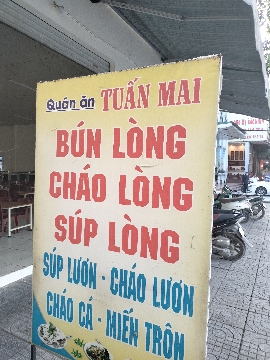 Quán ăn TUẤN MAI
BÚN LÒNG
CHÁO LÒNG
SÚP LÒNG
SÚP LƯƠN - CHÁO LƯƠN
CHÁO CÁ - MIẾN TRỘN